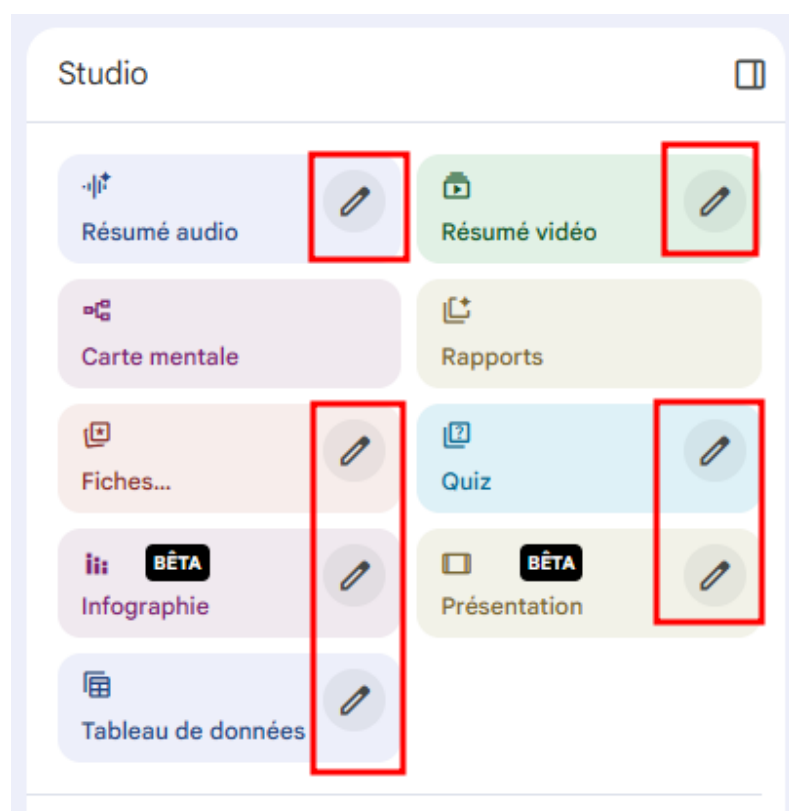 Studio
Résumé audio
Résumé vidéo
Carte mentale
Rapports
Fiches...
Quiz
BÊTA
Infographie
BÊTA
Présentation
Tableau de données